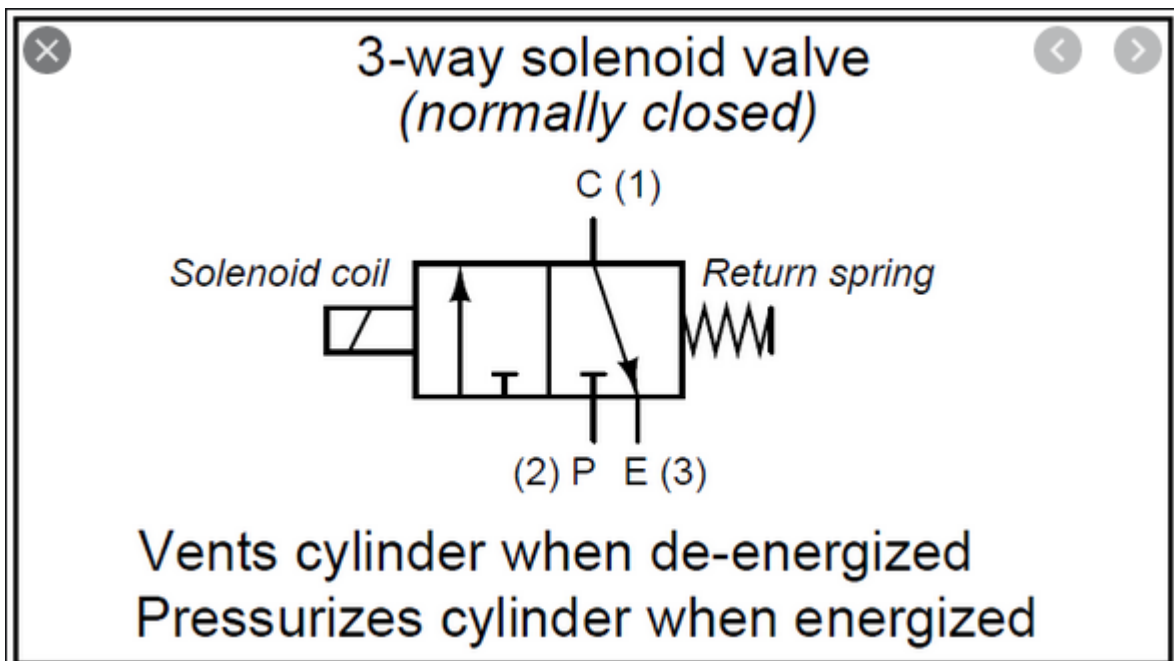 3-way solenoid valve
(normally closed)
C (1)
Solenoid coil
Return spring
(2) P E (3)
Vents cylinder when de-energized
Pressurizes cylinder when energized